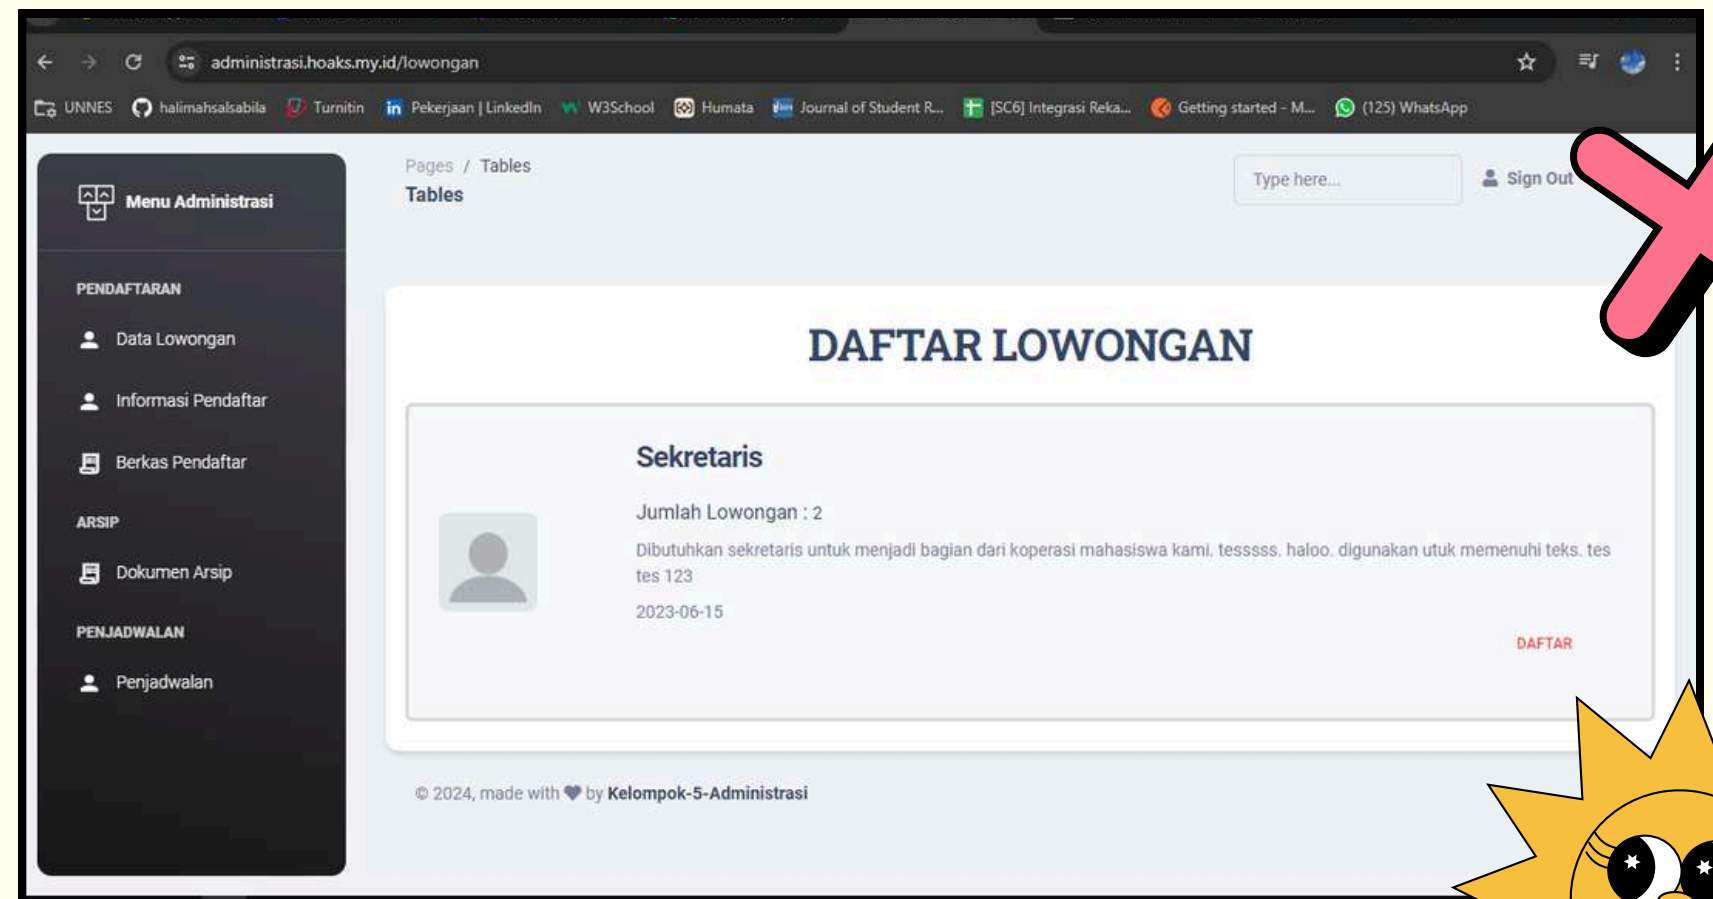 administrasi.hoaks.my.id/lowongan
UNNES halimahsalsabila Turnitin in Pekerjaan | LinkedIn W3School Humata Journal of Student R... [SC6] Integrasi Reka... Getting started - M... (125) WhatsApp
Menu Administrasi
PENDAFTARAN
Data Lowongan
Informasi Pendaftar
Berkas Pendaftar
ARSIP
Dokumen Arsip
PENJADWALAN
Penjadwalan
Pages / Tables
Tables
Type here...
Sign Out
DAFTAR LOWONGAN
Sekretaris
Jumlah Lowongan : 2
Dibutuhkan sekretaris untuk menjadi bagian dari koperasi mahasiswa kami. tesssss. haloo. digunakan utuk memenuhi teks. tes
tes 123
2023-06-15
DAFTAR
© 2024, made with ♥ by Kelompok-5-Administrasi